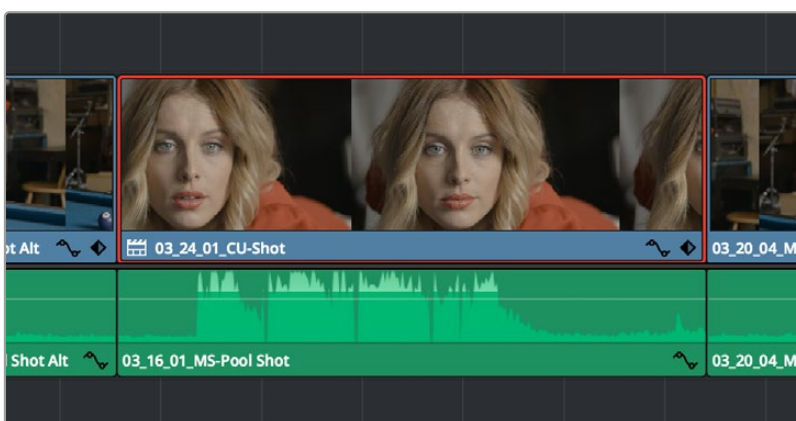 ot Alt
03_24_01_CU-Shot
03_20_04_M
Shot Alt
03_16_01_MS-Pool Shot
03_20_04_M